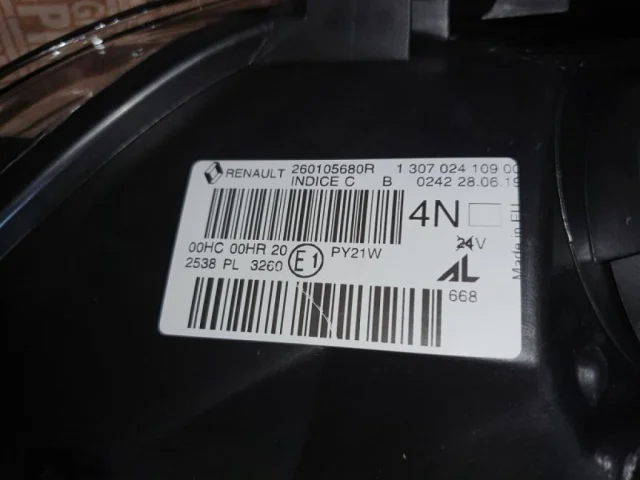 RENAULT 260105680R 1 307 024 109 00
INDICE C B 0242 28.06.19
4N
00HC 00HR 20 PY21W 24V
2538 PL 3260 E1 AL
668
Made in EU